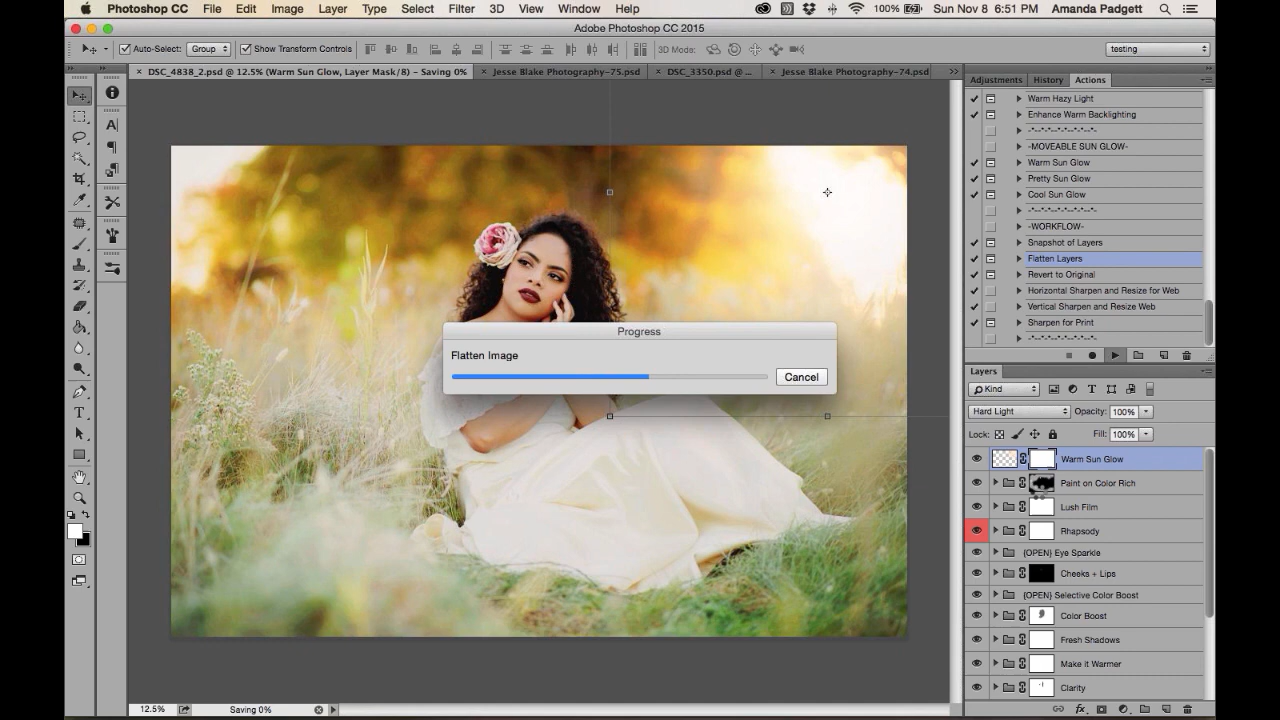 Photoshop CC File Edit Image Layer Type Select Filter 3D View Window Help 100% Sun Nov 8 6:51 PM Amanda Padgett
Adobe Photoshop CC 2015
Auto-Select: Group Show Transform Controls 3D Mode: testing
× DSC_4838_2.psd @ 12.5% (Warm Sun Glow, Layer Mask/8) - Saving 0% × Jesse Blake Photography-75.psd × DSC_3350.psd @ ... × Jesse Blake Photography-74.psd >>
Adjustments History Actions
Warm Hazy Light
Enhance Warm Backlighting
-*--*--*--*--*--*--*-
-MOVEABLE SUN GLOW-
Warm Sun Glow
Pretty Sun Glow
Cool Sun Glow
-*--*--*--*--*--*--*-
-WORKFLOW-
Snapshot of Layers
Flatten Layers
Revert to Original
Horizontal Sharpen and Resize for Web
Vertical Sharpen and Resize Web
Sharpen for Print
-*--*--*--*--*--*--*-
Progress
Flatten Image
Cancel
Layers
Kind
Hard Light Opacity: 100%
Lock: Fill: 100%
Warm Sun Glow
Paint on Color Rich
Lush Film
Rhapsody
{OPEN} Eye Sparkle
Cheeks + Lips
{OPEN} Selective Color Boost
Color Boost
Fresh Shadows
Make it Warmer
Clarity
12.5% Saving 0%